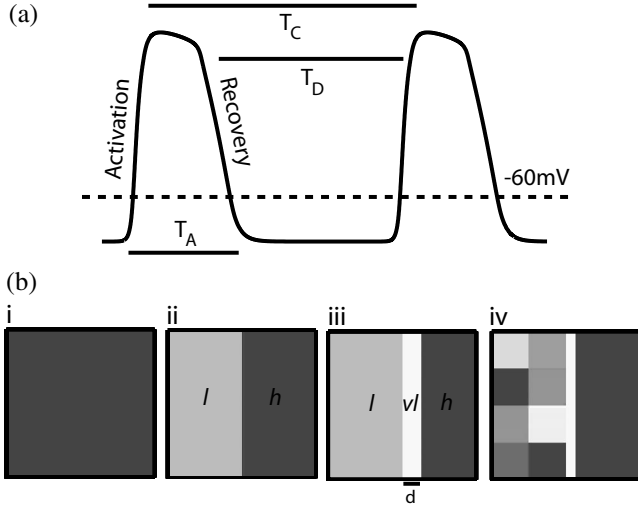 (a)
T_C
T_D
Activation
Recovery
-60mV
T_A
(b)
i ii iii iv
l h l vl h
d